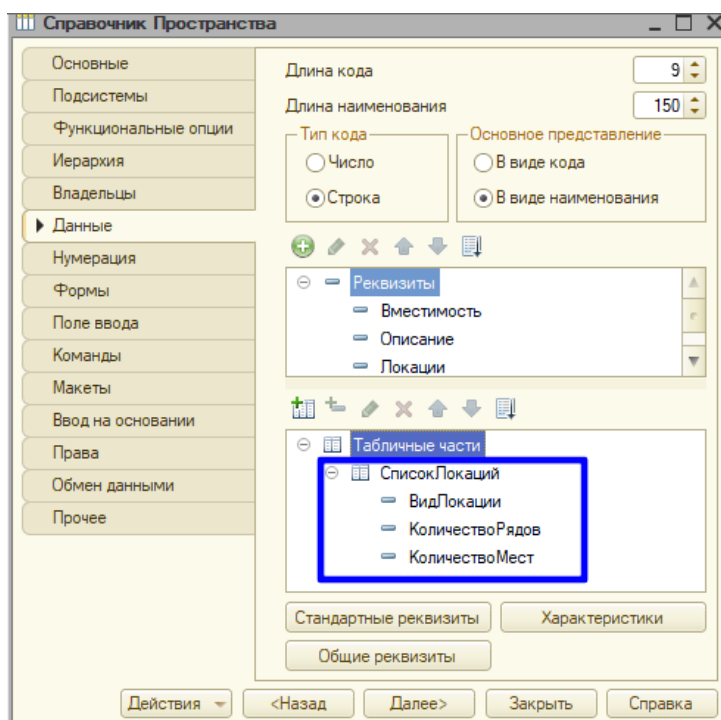 Справочник Пространства
Основные
Подсистемы
Функциональные опции
Иерархия
Владельцы
Данные
Нумерация
Формы
Поле ввода
Команды
Макеты
Ввод на основании
Права
Обмен данными
Прочее
Длина кода 9
Длина наименования 150
Тип кода
Число
Строка
Основное представление
В виде кода
В виде наименования
Реквизиты
Вместимость
Описание
Локации
Табличные части
СписокЛокаций
ВидЛокации
КоличествоРядов
КоличествоМест
Стандартные реквизиты Характеристики
Общие реквизиты
Действия <Назад Далее> Закрыть Справка